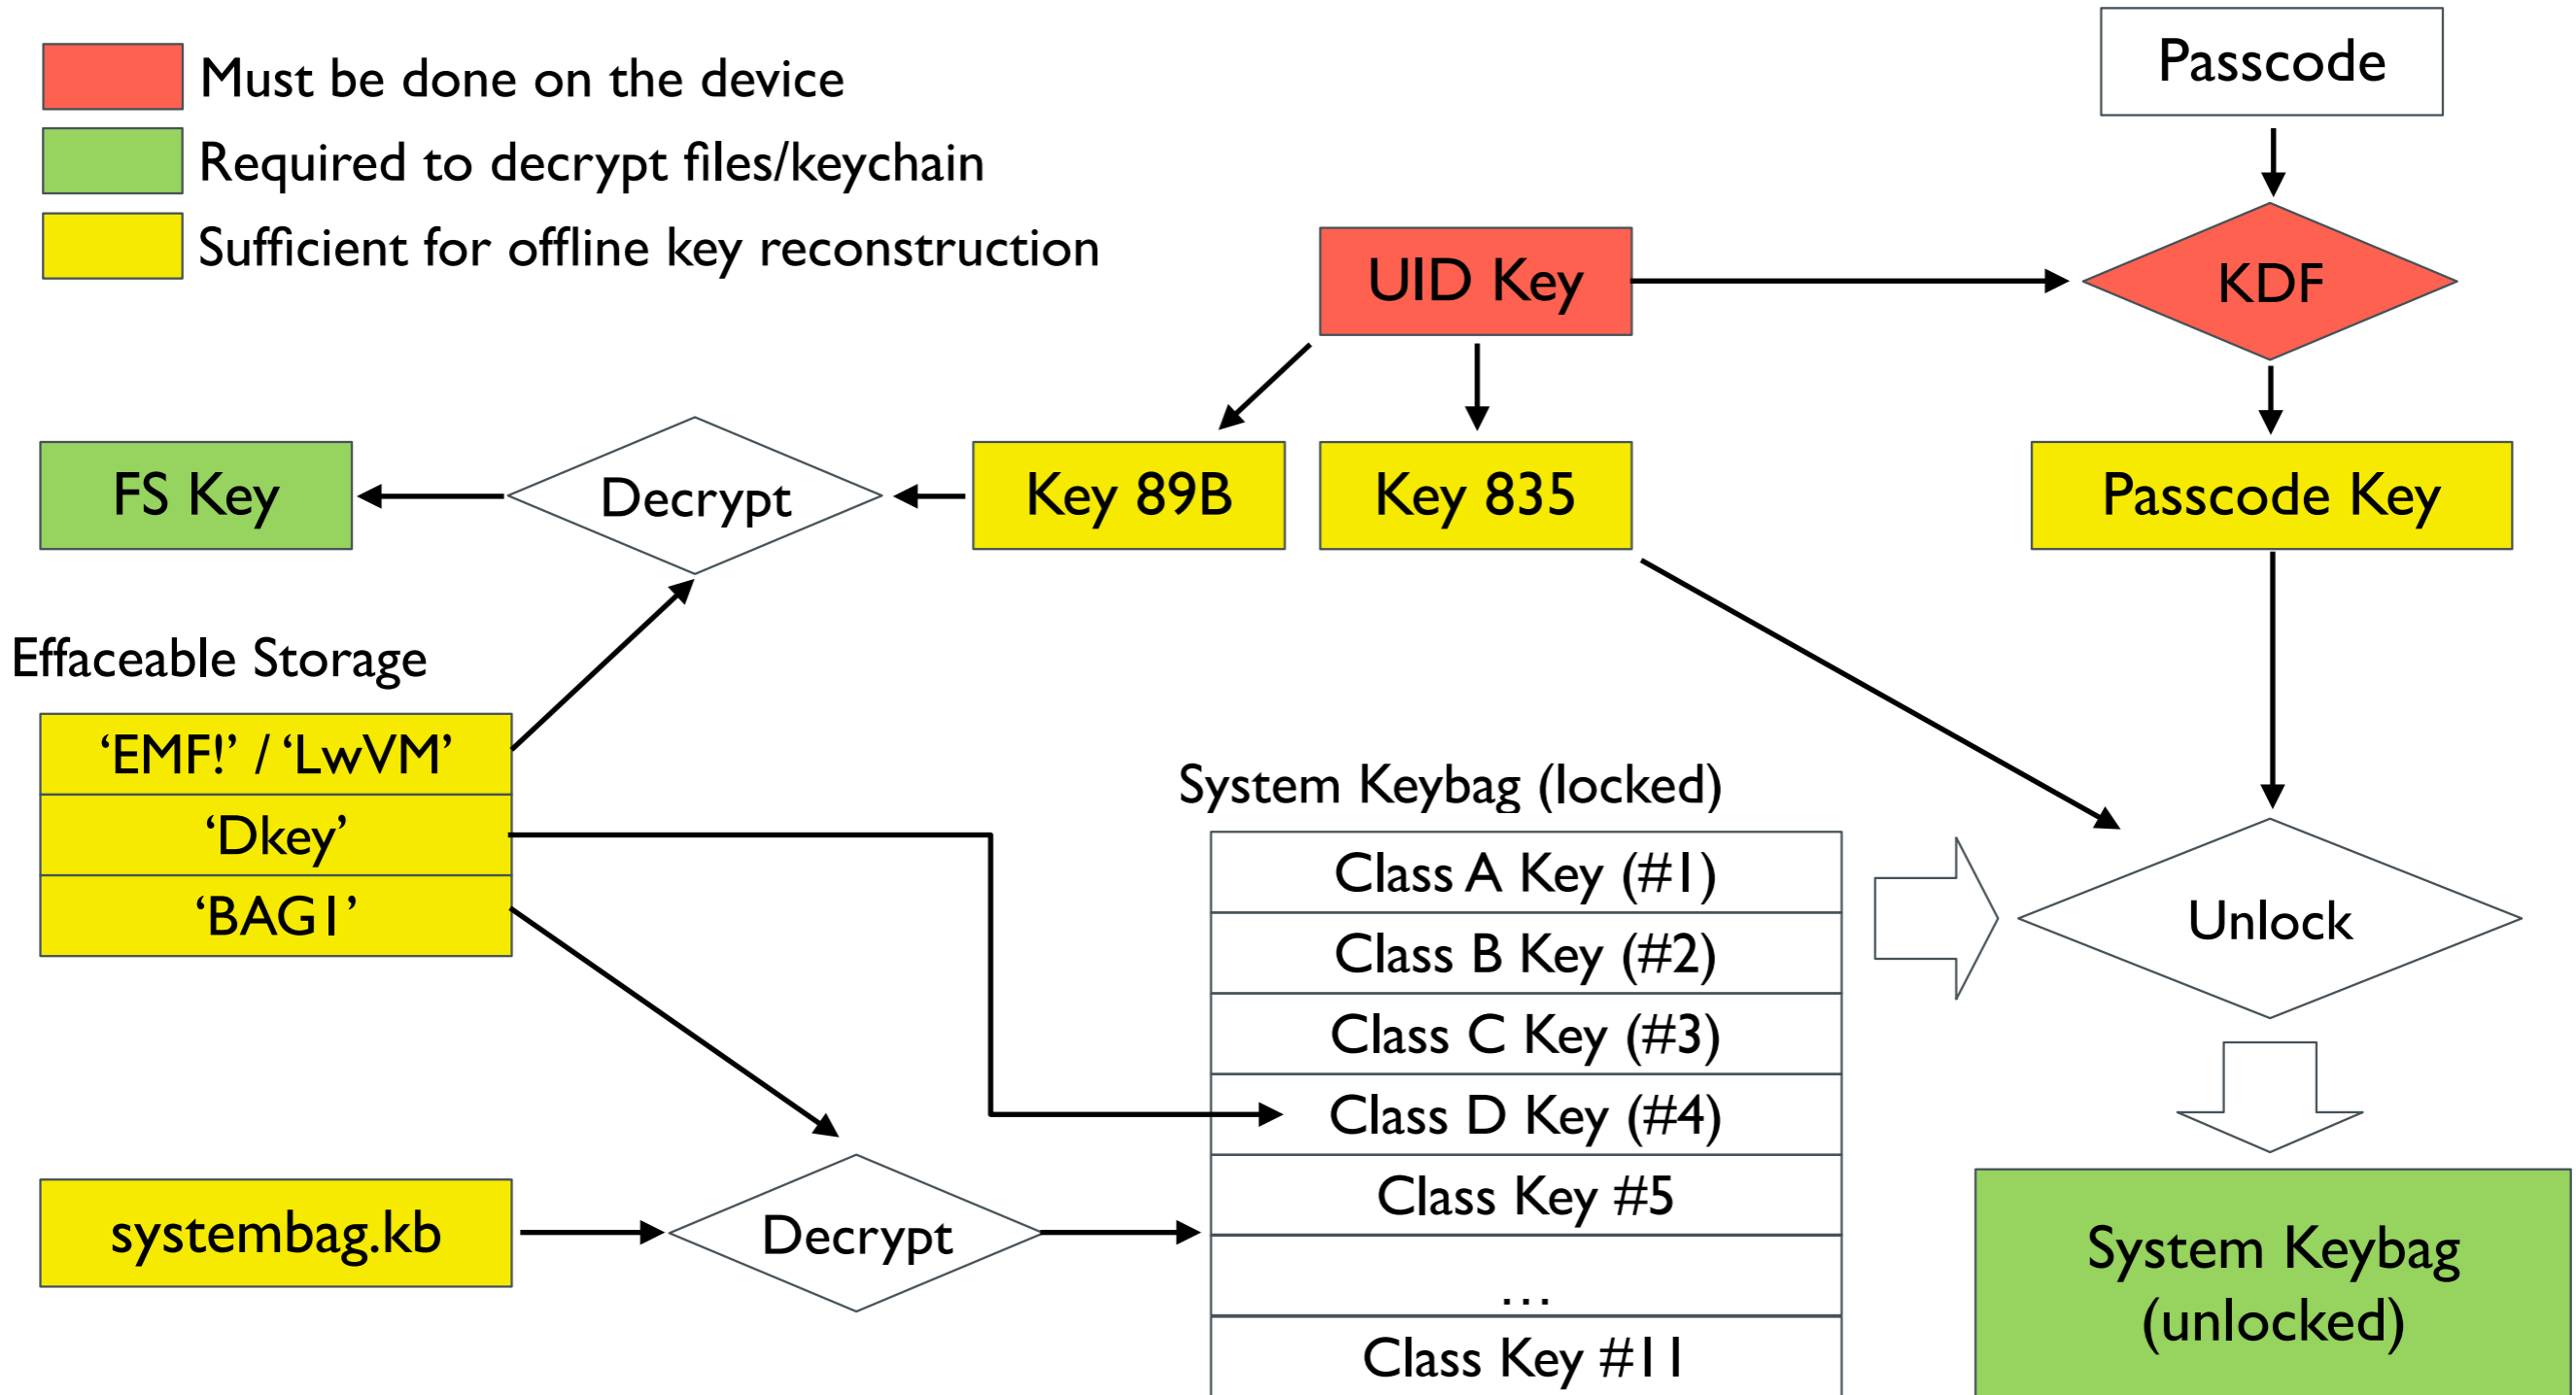 Must be done on the device
Required to decrypt files/keychain
Sufficient for offline key reconstruction
Passcode
UID Key
KDF
FS Key
Decrypt
Key 89B
Key 835
Passcode Key
Effaceable Storage
‘EMF!’ / ‘LwVM’
‘Dkey’
‘BAG1’
systembag.kb
Decrypt
System Keybag (locked)
Class A Key (#1)
Class B Key (#2)
Class C Key (#3)
Class D Key (#4)
Class Key #5
…
Class Key #11
Unlock
System Keybag
(unlocked)